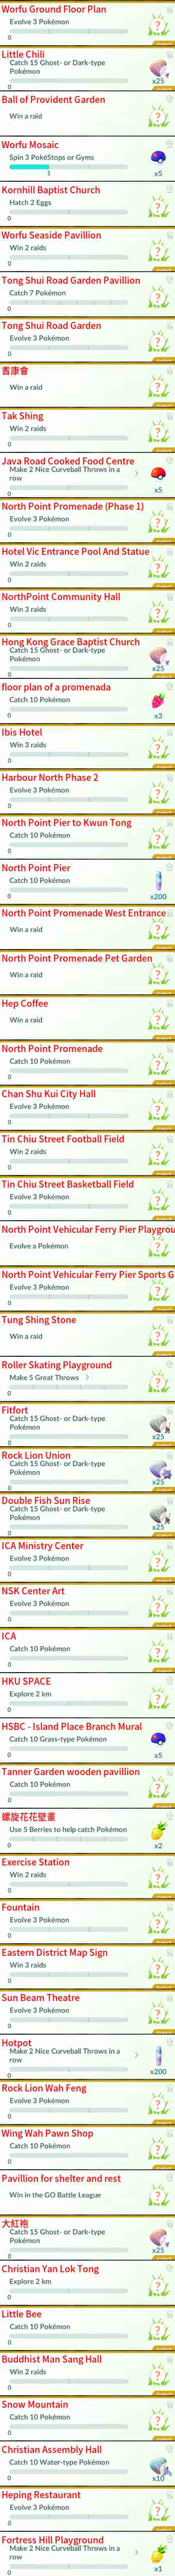 Worfu Ground Floor Plan
Evolve 3 Pokémon
0
Little Chili
Catch 15 Ghost- or Dark-type
Pokémon
0
x25
Ball of Provident Garden
Win a raid
Worfu Mosaic
Spin 3 PokéStops or Gyms
1
x5
Kornhill Baptist Church
Hatch 2 Eggs
0
Worfu Seaside Pavillion
Win 2 raids
0
Tong Shui Road Garden Pavillion
Catch 7 Pokémon
0
Tong Shui Road Garden
Evolve 3 Pokémon
0
耆康會
Win a raid
Tak Shing
Win 2 raids
0
Java Road Cooked Food Centre
Make 2 Nice Curveball Throws in a
row
0
x5
North Point Promenade (Phase 1)
Evolve 3 Pokémon
0
Hotel Vic Entrance Pool And Statue
Win 2 raids
0
NorthPoint Community Hall
Win 3 raids
0
Hong Kong Grace Baptist Church
Catch 15 Ghost- or Dark-type
Pokémon
0
x25
floor plan of a promenada
Catch 10 Pokémon
0
x3
Ibis Hotel
Win 3 raids
0
Harbour North Phase 2
Evolve 3 Pokémon
0
North Point Pier to Kwun Tong
Catch 10 Pokémon
0
North Point Pier
Catch 10 Pokémon
0
x200
North Point Promenade West Entrance
Win a raid
North Point Promenade Pet Garden
Win a raid
Hep Coffee
Win a raid
North Point Promenade
Catch 10 Pokémon
0
Chan Shu Kui City Hall
Evolve 3 Pokémon
0
Tin Chiu Street Football Field
Win 2 raids
0
Tin Chiu Street Basketball Field
Evolve 3 Pokémon
0
North Point Vehicular Ferry Pier Playgrou
Evolve a Pokémon
North Point Vehicular Ferry Pier Sports G
Evolve 3 Pokémon
0
Tung Shing Stone
Win a raid
Roller Skating Playground
Make 5 Great Throws
0
Fitfort
Catch 15 Ghost- or Dark-type
Pokémon
0
x25
Rock Lion Union
Catch 15 Ghost- or Dark-type
Pokémon
0
x25
Double Fish Sun Rise
Catch 15 Ghost- or Dark-type
Pokémon
0
x25
ICA Ministry Center
Evolve 3 Pokémon
0
NSK Center Art
Evolve 3 Pokémon
0
ICA
Catch 10 Pokémon
0
HKU SPACE
Explore 2 km
0
HSBC - Island Place Branch Mural
Catch 10 Grass-type Pokémon
0
x5
Tanner Garden wooden pavillion
Catch 10 Pokémon
0
螺旋花花壁畫
Use 5 Berries to help catch Pokémon
0
x2
Exercise Station
Win 2 raids
0
Fountain
Evolve 3 Pokémon
0
Eastern District Map Sign
Win 3 raids
0
Sun Beam Theatre
Evolve 3 Pokémon
0
Hotpot
Make 2 Nice Curveball Throws in a
row
0
x200
Rock Lion Wah Feng
Evolve 3 Pokémon
0
Wing Wah Pawn Shop
Catch 10 Pokémon
0
Pavillion for shelter and rest
Win in the GO Battle League
大紅袍
Catch 15 Ghost- or Dark-type
Pokémon
0
x25
Christian Yan Lok Tong
Explore 2 km
0
Little Bee
Catch 10 Pokémon
0
Buddhist Man Sang Hall
Win 2 raids
0
Snow Mountain
Catch 10 Pokémon
0
Christian Assembly Hall
Catch 10 Water-type Pokémon
0
x10
Heping Restaurant
Evolve 3 Pokémon
0
Fortress Hill Playground
Make 2 Nice Curveball Throws in a
row
0
x1